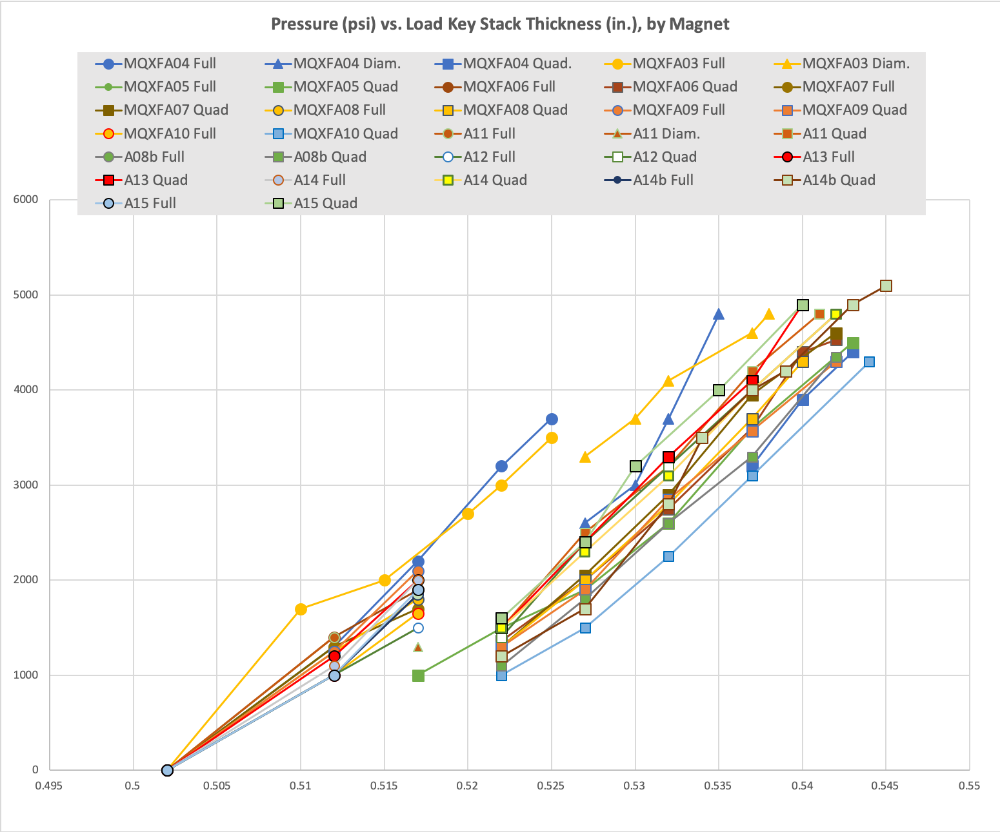 Pressure (psi) vs. Load Key Stack Thickness (in.), by Magnet
MQXFA04 Full MQXFA04 Diam. MQXFA04 Quad. MQXFA03 Full MQXFA03 Diam.
MQXFA05 Full MQXFA05 Quad MQXFA06 Full MQXFA06 Quad MQXFA07 Full
MQXFA07 Quad MQXFA08 Full MQXFA08 Quad MQXFA09 Full MQXFA09 Quad
MQXFA10 Full MQXFA10 Quad A11 Full A11 Diam. A11 Quad
A08b Full A08b Quad A12 Full A12 Quad A13 Full
A13 Quad A14 Full A14 Quad A14b Full A14b Quad
A15 Full A15 Quad
6000
5000
4000
3000
2000
1000
0
0.495 0.5 0.505 0.51 0.515 0.52 0.525 0.53 0.535 0.54 0.545 0.55